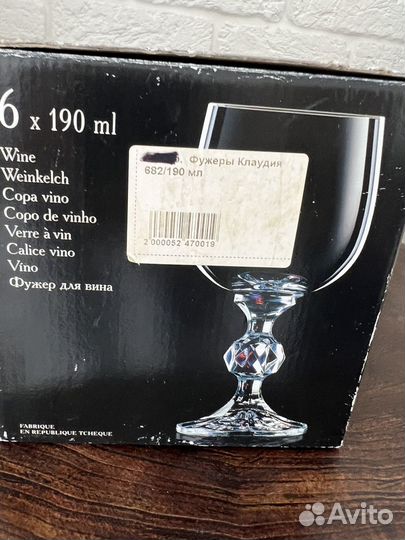 6 x 190 ml
Wine
Weinkelch
Copa vino
Copo de vinho
Verre à vin
Calice vino
Víno
Фужер для вина
Фужеры Клаудия
682/190 мл
2 000052 470019
FABRIQUE
EN REPUBLIQUE TCHEQUE
Avito